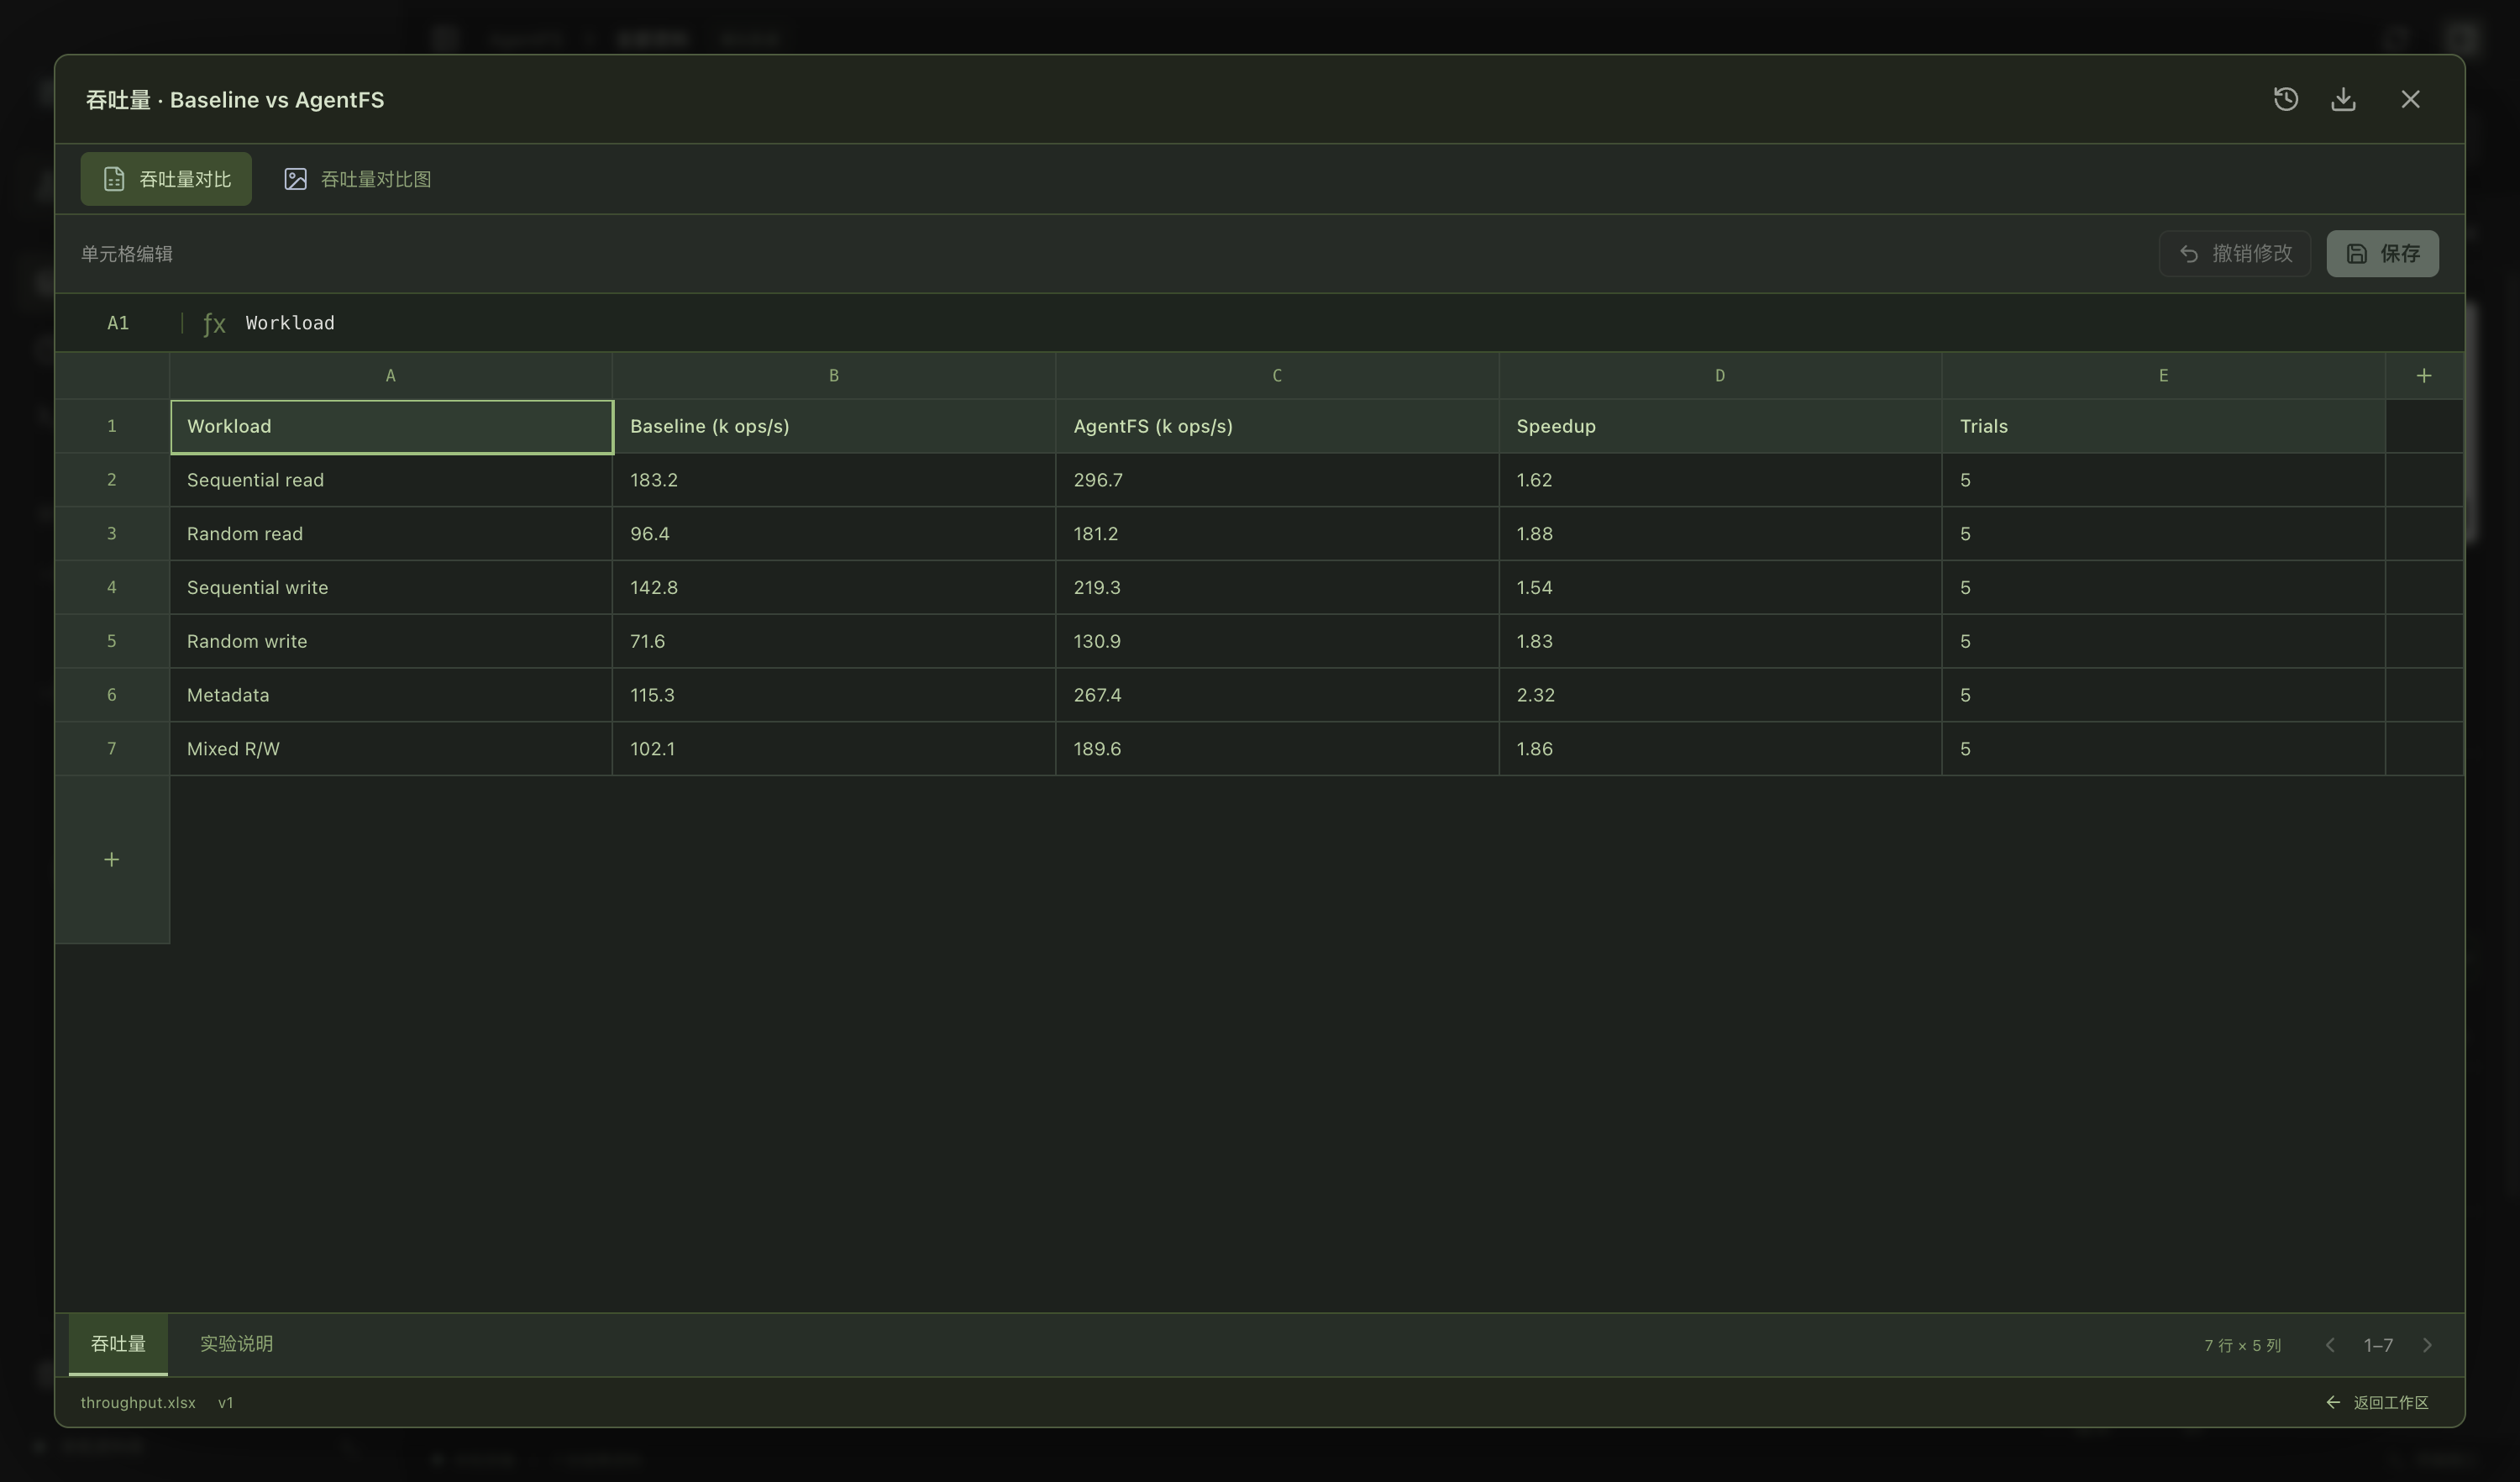 吞吐量 · Baseline vs AgentFS
吞吐量对比 吞吐量对比图
单元格编辑 撤销修改 保存
A1 ƒx Workload
A B C D E +
1 Workload Baseline (k ops/s) AgentFS (k ops/s) Speedup Trials
2 Sequential read 183.2 296.7 1.62 5
3 Random read 96.4 181.2 1.88 5
4 Sequential write 142.8 219.3 1.54 5
5 Random write 71.6 130.9 1.83 5
6 Metadata 115.3 267.4 2.32 5
7 Mixed R/W 102.1 189.6 1.86 5
+
吞吐量 实验说明 7 行 × 5 列 1–7
throughput.xlsx v1 返回工作区